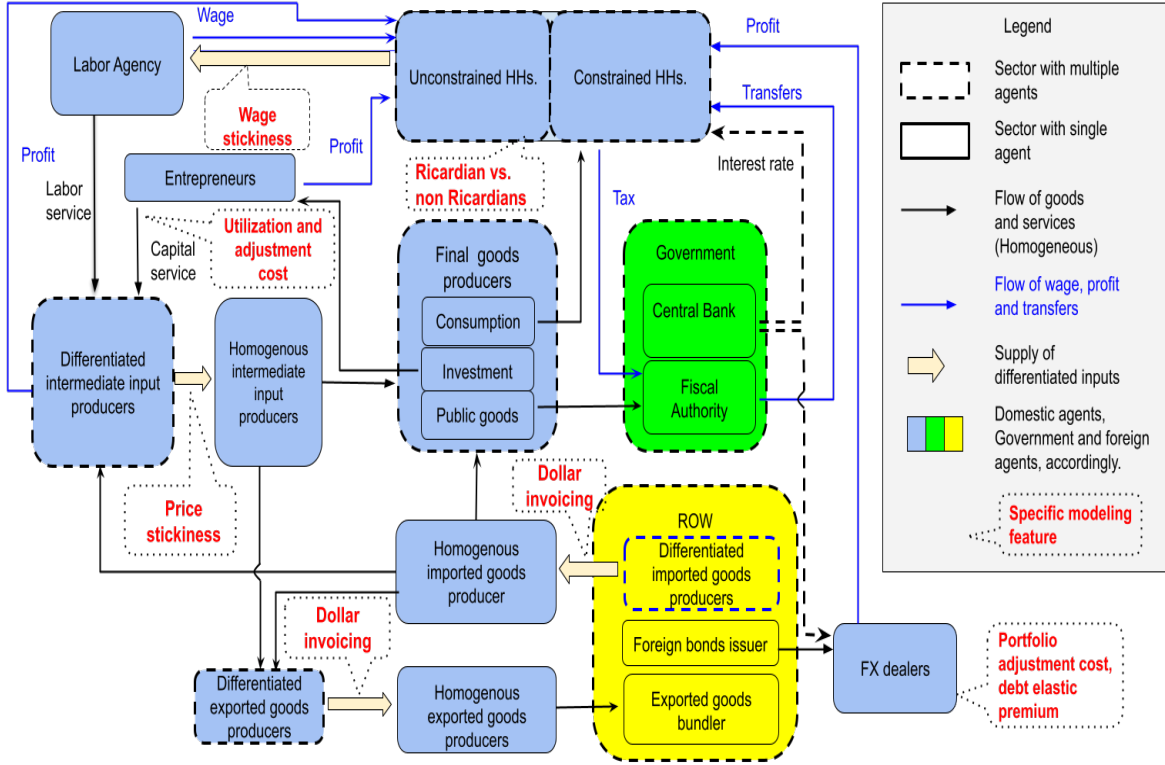 Wage
Labor Agency
Unconstrained HHs.
Constrained HHs.
Profit
Transfers
Wage
stickiness
Profit
Profit
Interest rate
Labor
service
Entrepreneurs
Ricardian vs.
non Ricardians
Tax
Utilization and
adjustment
cost
Capital
service
Final goods
producers
Consumption
Investment
Public goods
Government
Central Bank
Fiscal
Authority
Differentiated
intermediate input
producers
Homogenous
intermediate
input
producers
Price
stickiness
Dollar
invoicing
Homogenous
imported goods
producer
ROW
Differentiated
imported goods
producers
Foreign bonds issuer
Exported goods
bundler
Dollar
invoicing
Differentiated
exported goods
producers
Homogenous
exported goods
producers
FX dealers
Portfolio
adjustment cost,
debt elastic
premium
Legend
Sector with multiple
agents
Sector with single
agent
Flow of goods
and services
(Homogeneous)
Flow of wage, profit
and transfers
Supply of
differentiated inputs
Domestic agents,
Government and foreign
agents, accordingly.
Specific modeling
feature